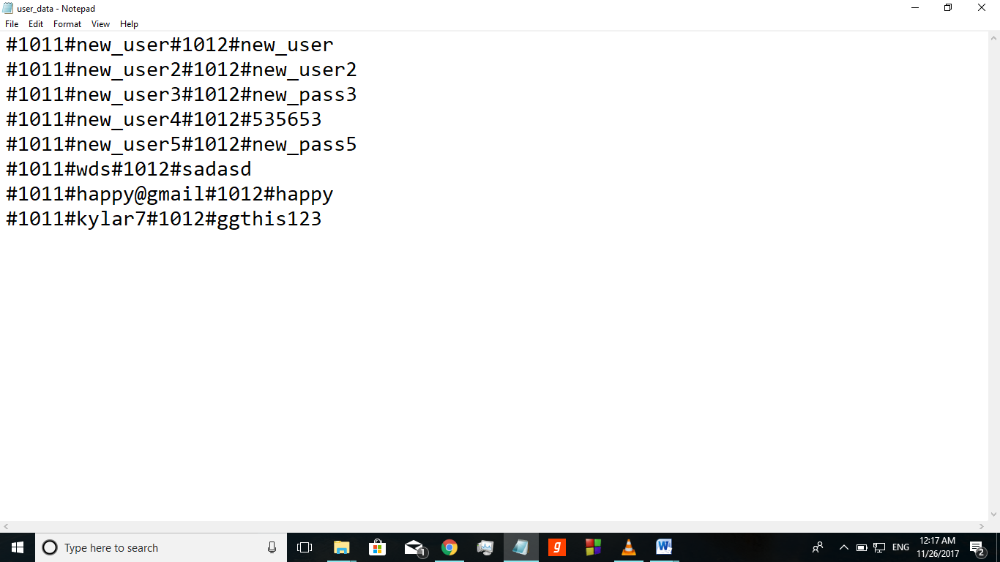 user_data - Notepad
File Edit Format View Help
#1011#new_user#1012#new_user
#1011#new_user2#1012#new_user2
#1011#new_user3#1012#new_pass3
#1011#new_user4#1012#535653
#1011#new_user5#1012#new_pass5
#1011#wds#1012#sadasd
#1011#happy@gmail#1012#happy
#1011#kylar7#1012#ggthis123
Type here to search
1
g
W
ENG
12:17 AM
11/26/2017
2